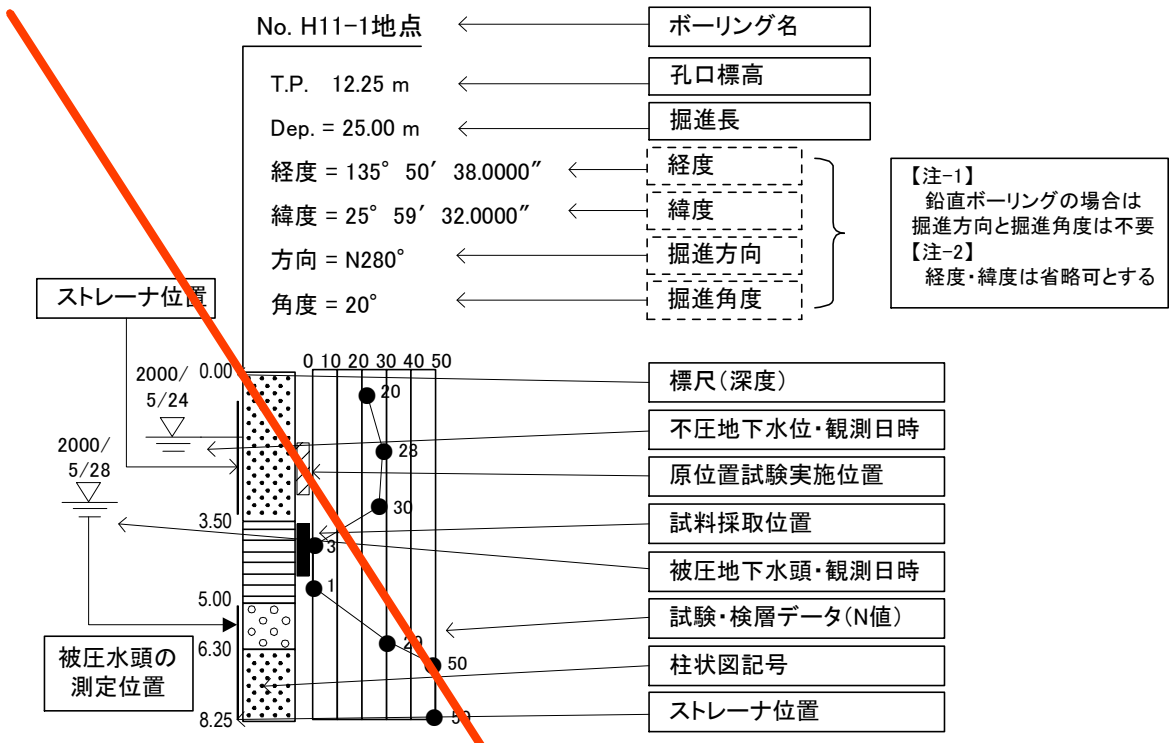 No. H11-1地点
ボーリング名
T.P. 12.25 m
孔口標高
Dep. = 25.00 m
掘進長
経度 = 135° 50′ 38.0000″
経度
緯度 = 25° 59′ 32.0000″
緯度
方向 = N280°
掘進方向
角度 = 20°
掘進角度
【注-1】
鉛直ボーリングの場合は
掘進方向と掘進角度は不要
【注-2】
経度・緯度は省略可とする
ストレーナ位置
0 10 20 30 40 50
0.00
2000/
5/24
2000/
5/28
3.50
5.00
6.30
8.25
20
28
30
3
1
50
50
標尺(深度)
不圧地下水位・観測日時
原位置試験実施位置
試料採取位置
被圧地下水頭・観測日時
試験・検層データ(N値)
柱状図記号
ストレーナ位置
被圧水頭の
測定位置